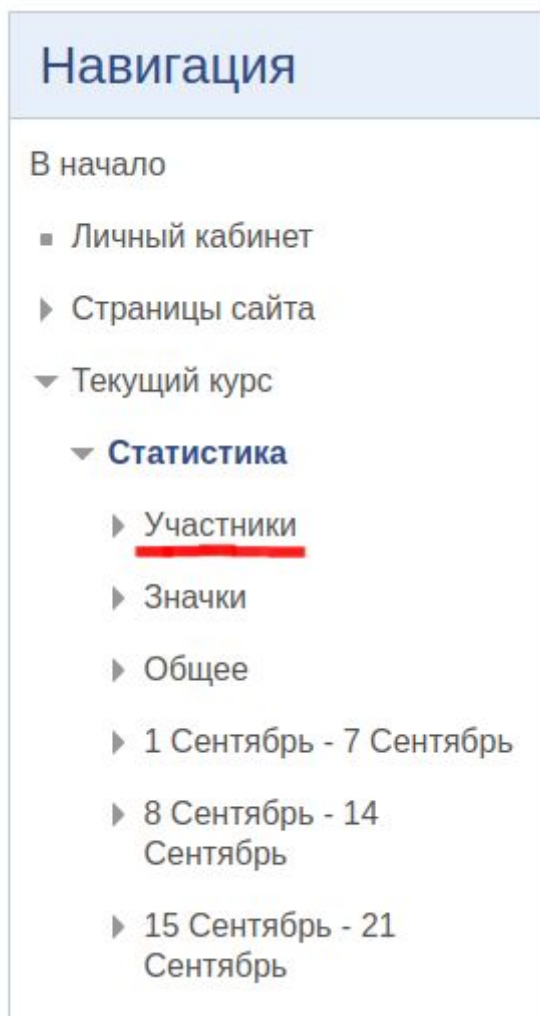 Навигация
В начало
Личный кабинет
Страницы сайта
Текущий курс
Статистика
Участники
Значки
Общее
1 Сентябрь - 7 Сентябрь
8 Сентябрь - 14
Сентябрь
15 Сентябрь - 21
Сентябрь